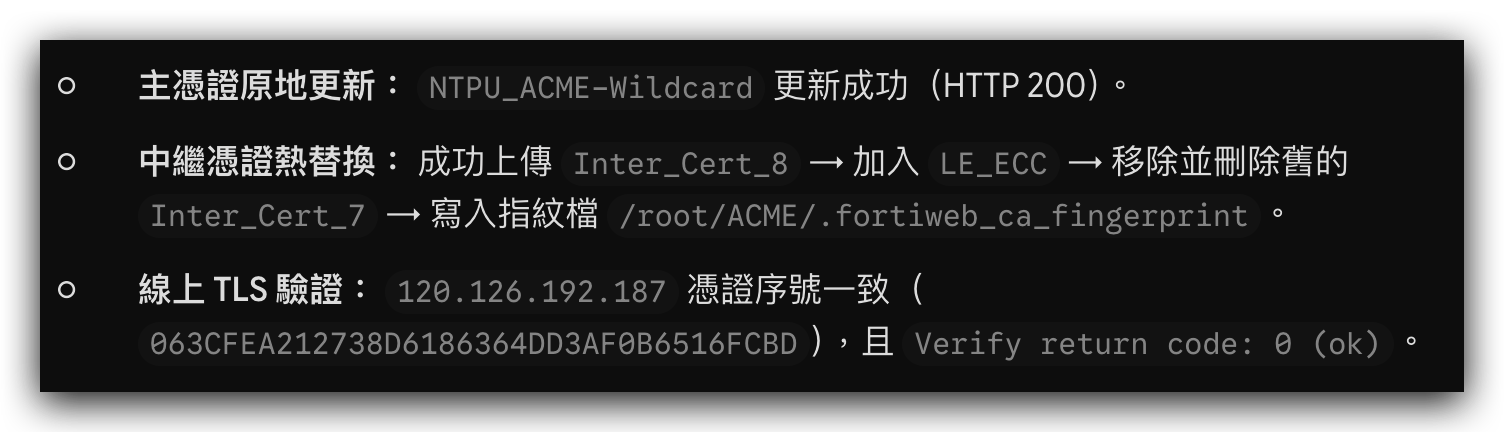 主憑證原地更新： NTPU_ACME-Wildcard 更新成功（HTTP 200）。
中繼憑證熱替換： 成功上傳 Inter_Cert_8 → 加入 LE_ECC → 移除並刪除舊的
Inter_Cert_7 → 寫入指紋檔 /root/ACME/.fortiweb_ca_fingerprint 。
線上 TLS 驗證： 120.126.192.187 憑證序號一致（
063CFEA212738D6186364DD3AF0B6516FCBD ），且 Verify return code: 0 (ok) 。